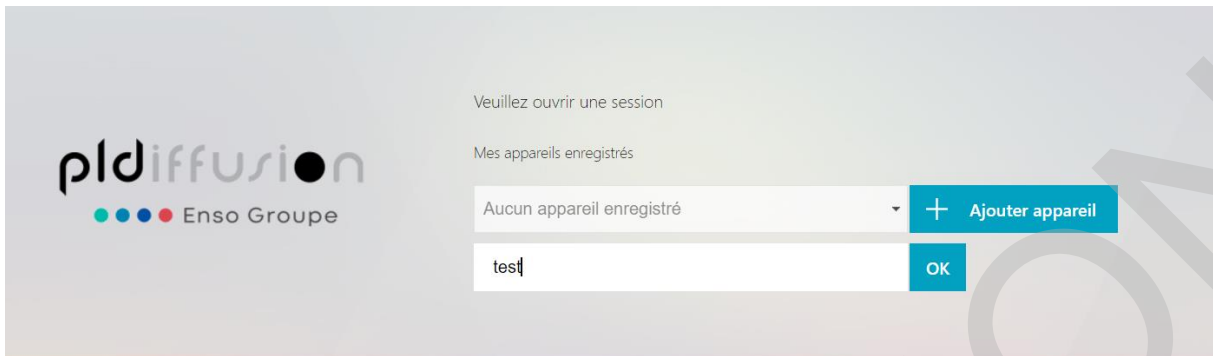 Veuillez ouvrir une session
Mes appareils enregistrés
pldiffusion
Enso Groupe
Aucun appareil enregistré
Ajouter appareil
test
OK